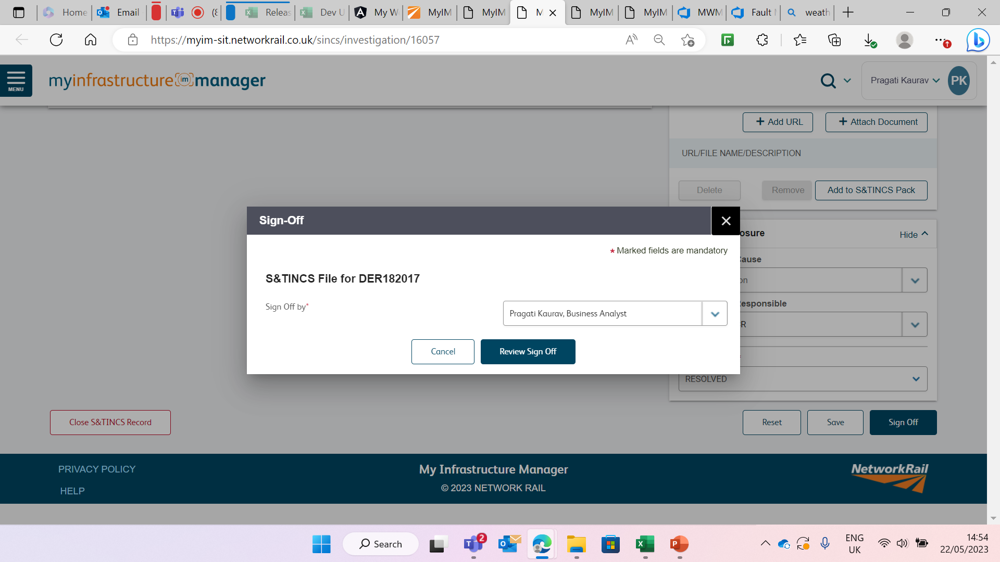 Home
Email
(8
Releas
Dev U
My W
MyIM
MyIM
M
MyIM
MyIM
MWM
Fault
weath
https://myim-sit.networkrail.co.uk/sincs/investigation/16057
MENU
myinfrastructure im manager
Pragati Kaurav
PK
+ Add URL
+ Attach Document
URL/FILE NAME/DESCRIPTION
Delete
Remove
Add to S&TINCS Pack
Sign-Off
osure
Hide
* Marked fields are mandatory
ause
S&TINCS File for DER182017
on
Sign Off by*
Pragati Kaurav, Business Analyst
esponsible
R
Cancel
Review Sign Off
RESOLVED
Close S&TINCS Record
Reset
Save
Sign Off
PRIVACY POLICY
HELP
My Infrastructure Manager
© 2023 NETWORK RAIL
NetworkRail
Search
2
ENG
UK
14:54
22/05/2023